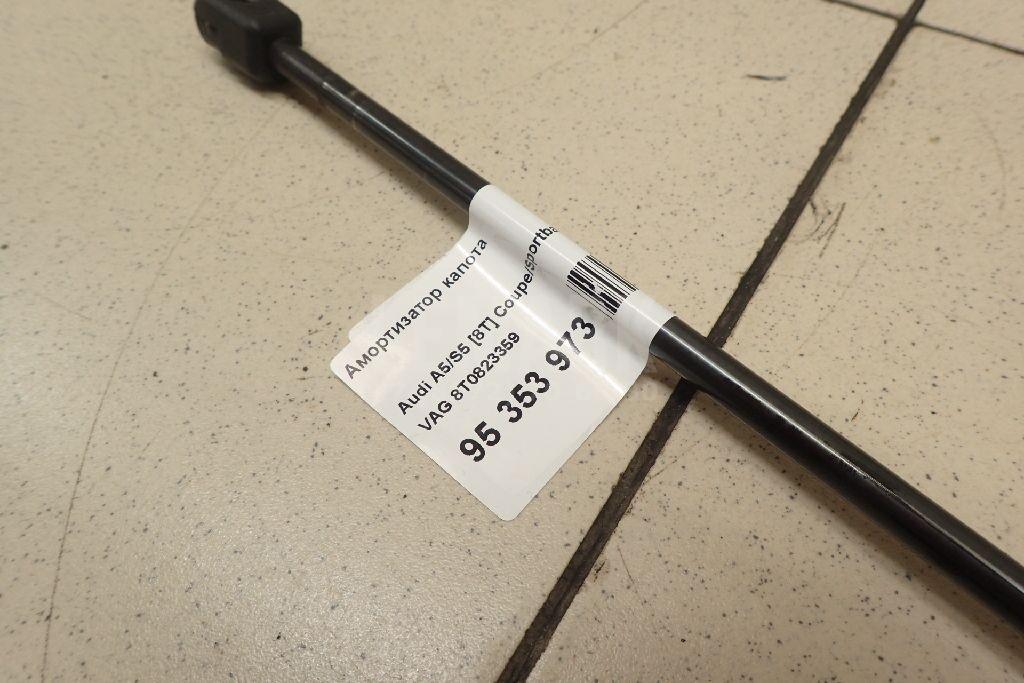 Амортизатор капота
Audi A5/S5 [8T] Coupe/Sportba
VAG 8T0823359
95 353 973